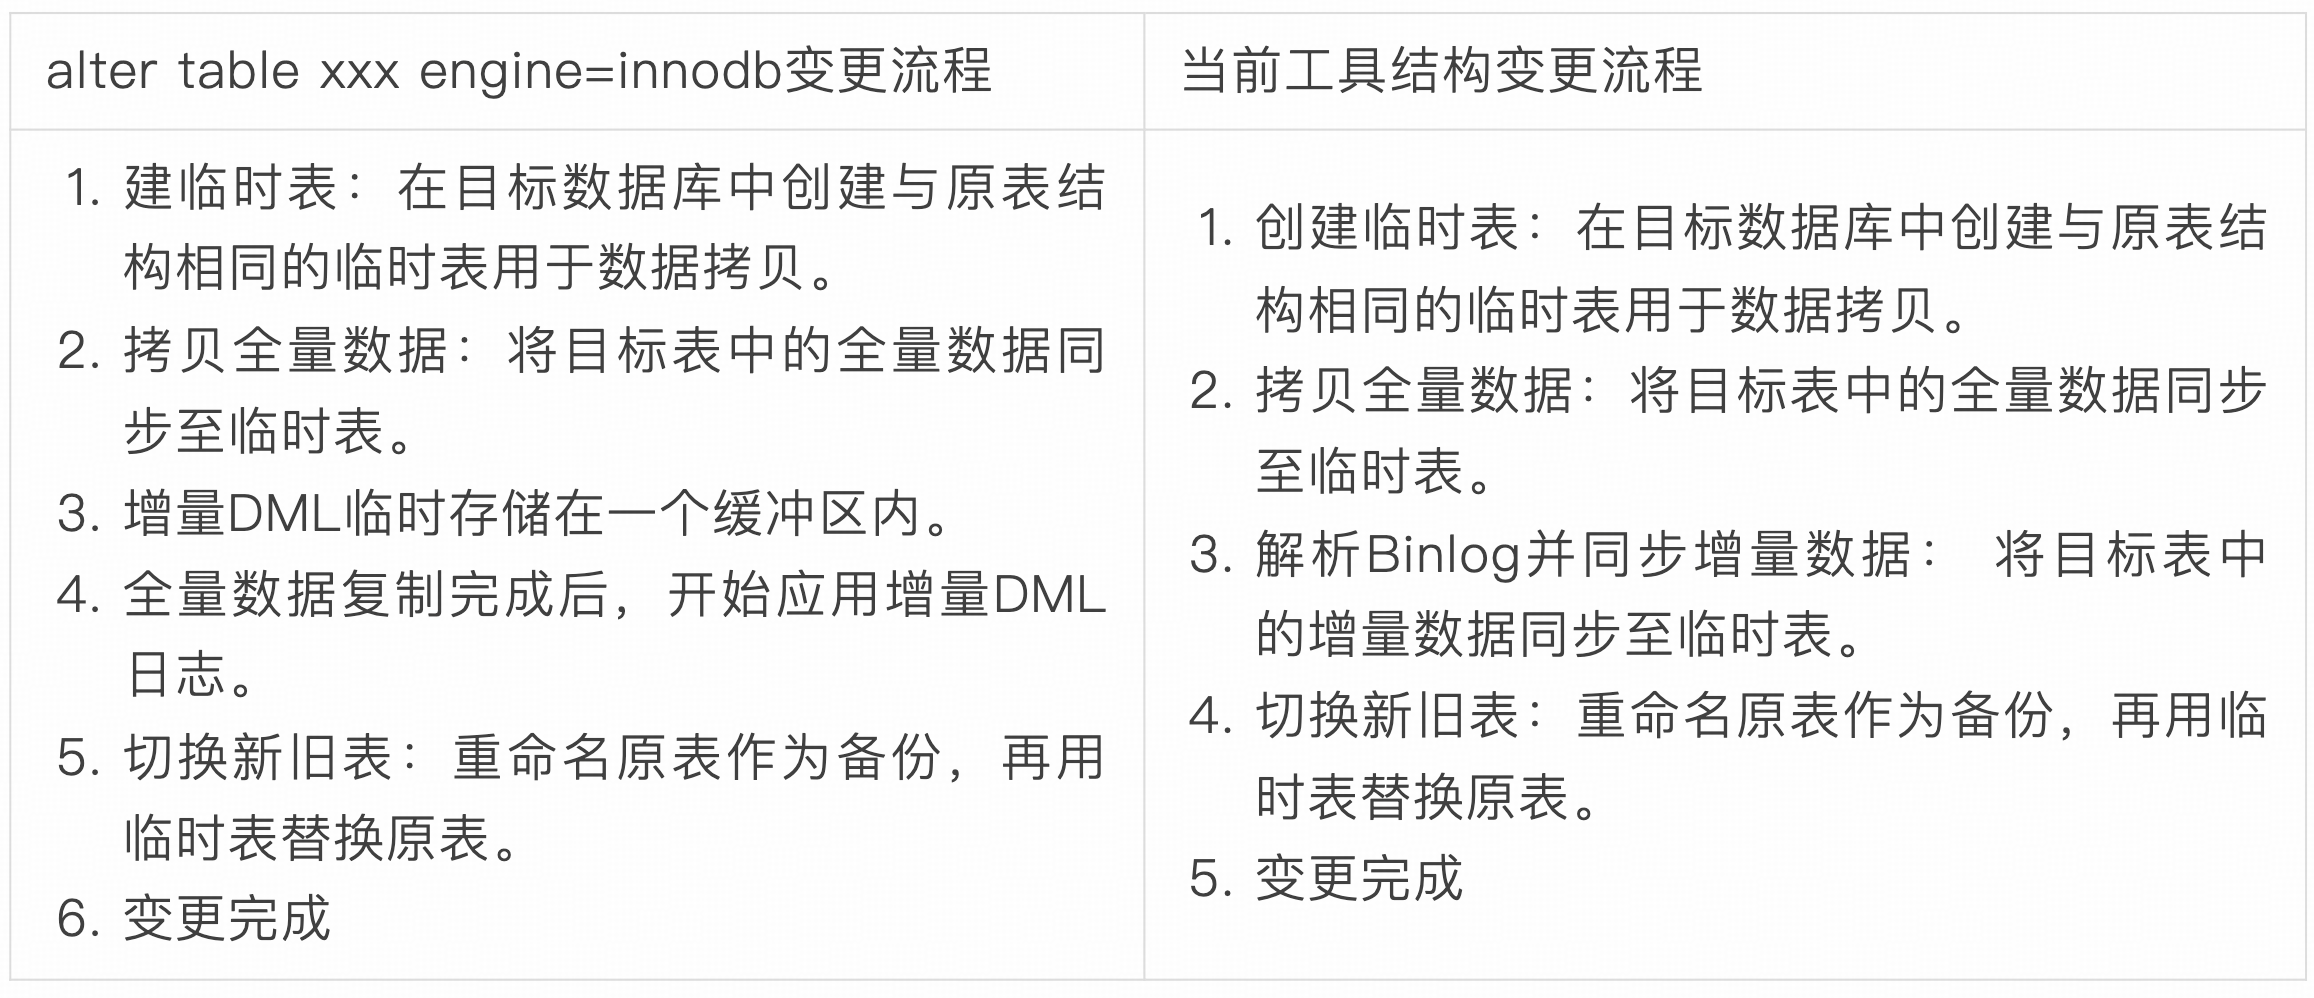 alter table xxx engine=innodb变更流程
当前工具结构变更流程
1. 建临时表：在目标数据库中创建与原表结
构相同的临时表用于数据拷贝。
2. 拷贝全量数据：将目标表中的全量数据同
步至临时表。
3. 增量DML临时存储在一个缓冲区内。
4. 全量数据复制完成后，开始应用增量DML
日志。
5. 切换新旧表：重命名原表作为备份，再用
临时表替换原表。
6. 变更完成
1. 创建临时表：在目标数据库中创建与原表结
构相同的临时表用于数据拷贝。
2. 拷贝全量数据：将目标表中的全量数据同步
至临时表。
3. 解析Binlog并同步增量数据： 将目标表中
的增量数据同步至临时表。
4. 切换新旧表：重命名原表作为备份，再用临
时表替换原表。
5. 变更完成